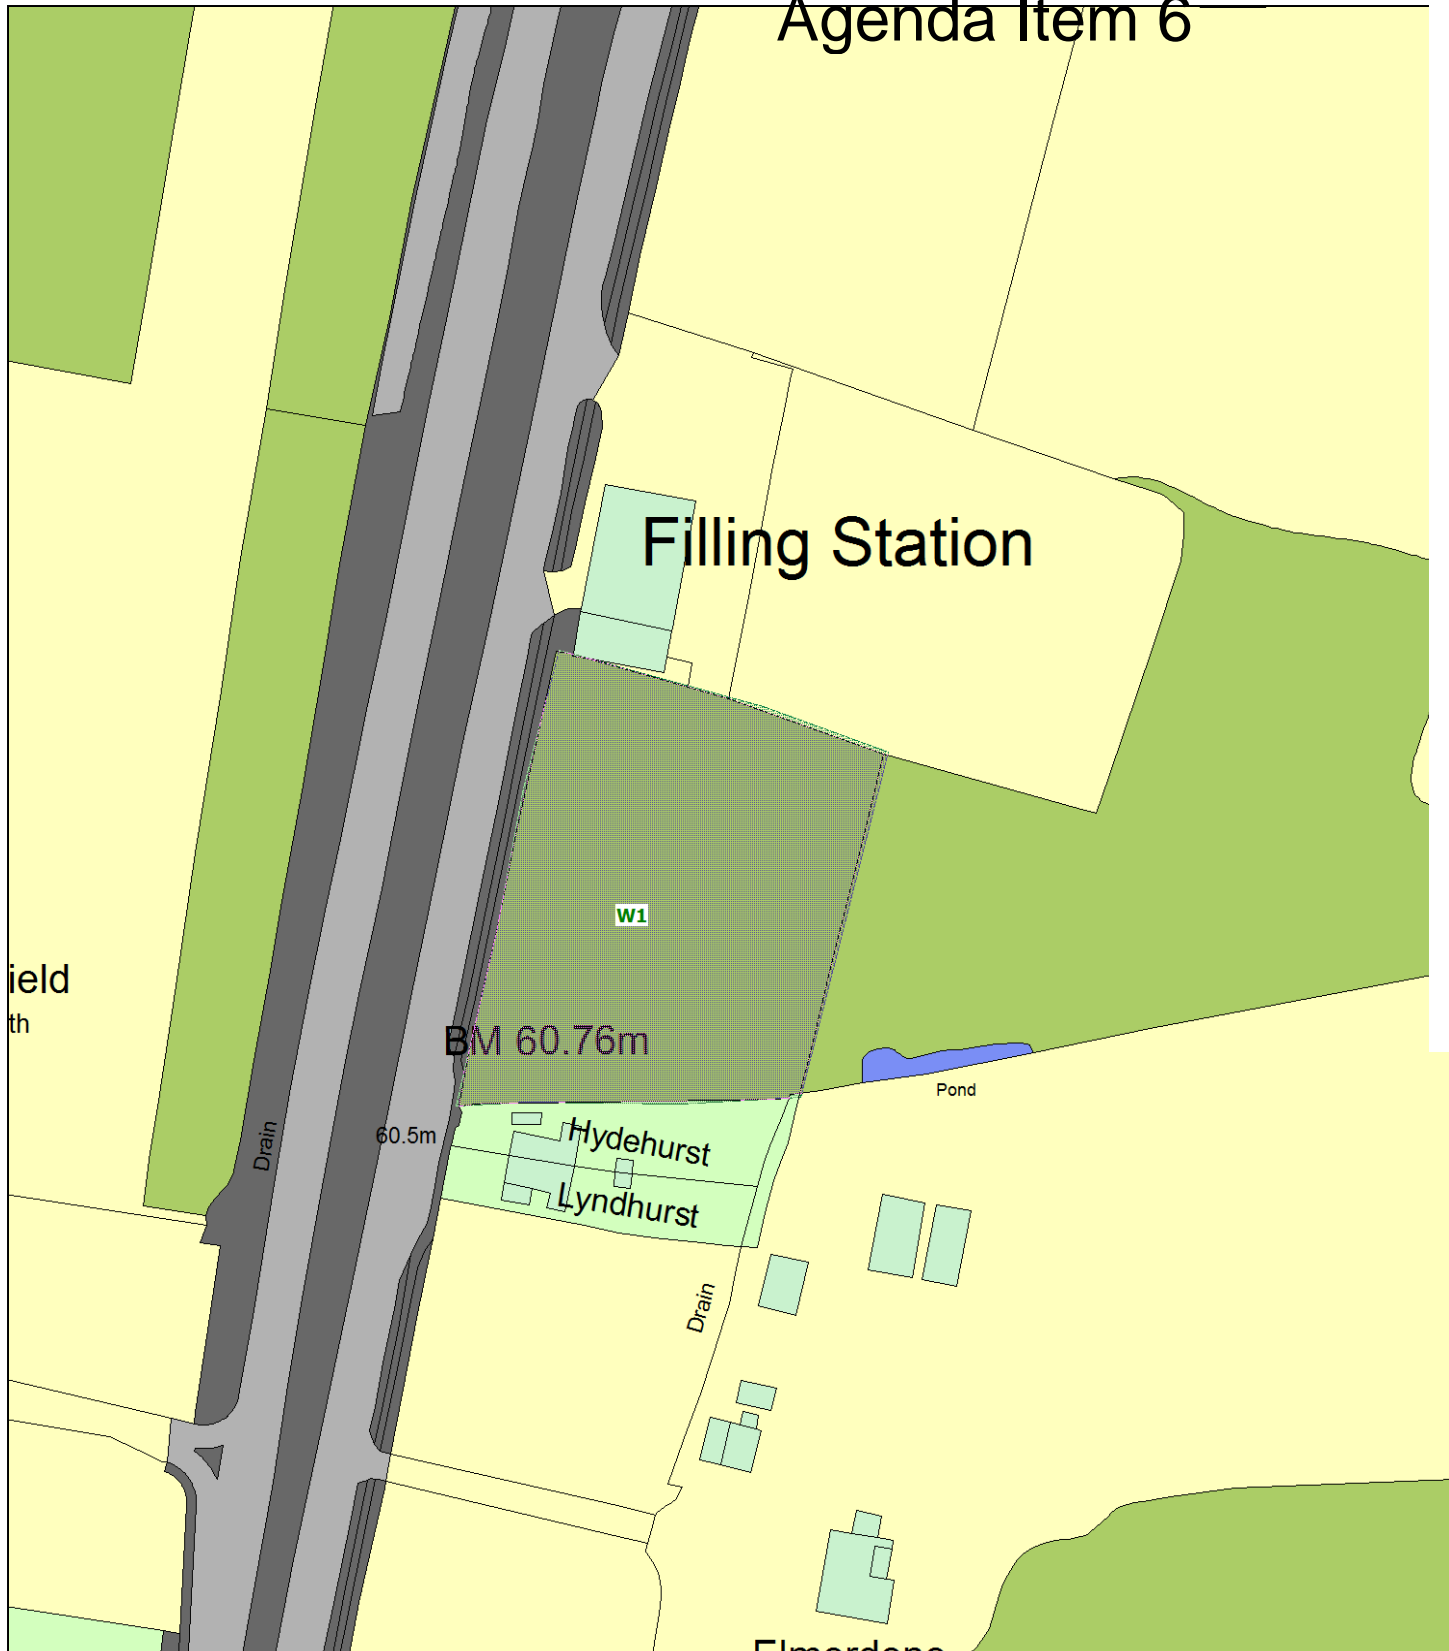 Agenda Item 6
Filling Station
W1
ield
th
BM 60.76m
Pond
Drain
60.5m
Hydehurst
Lyndhurst
Drain